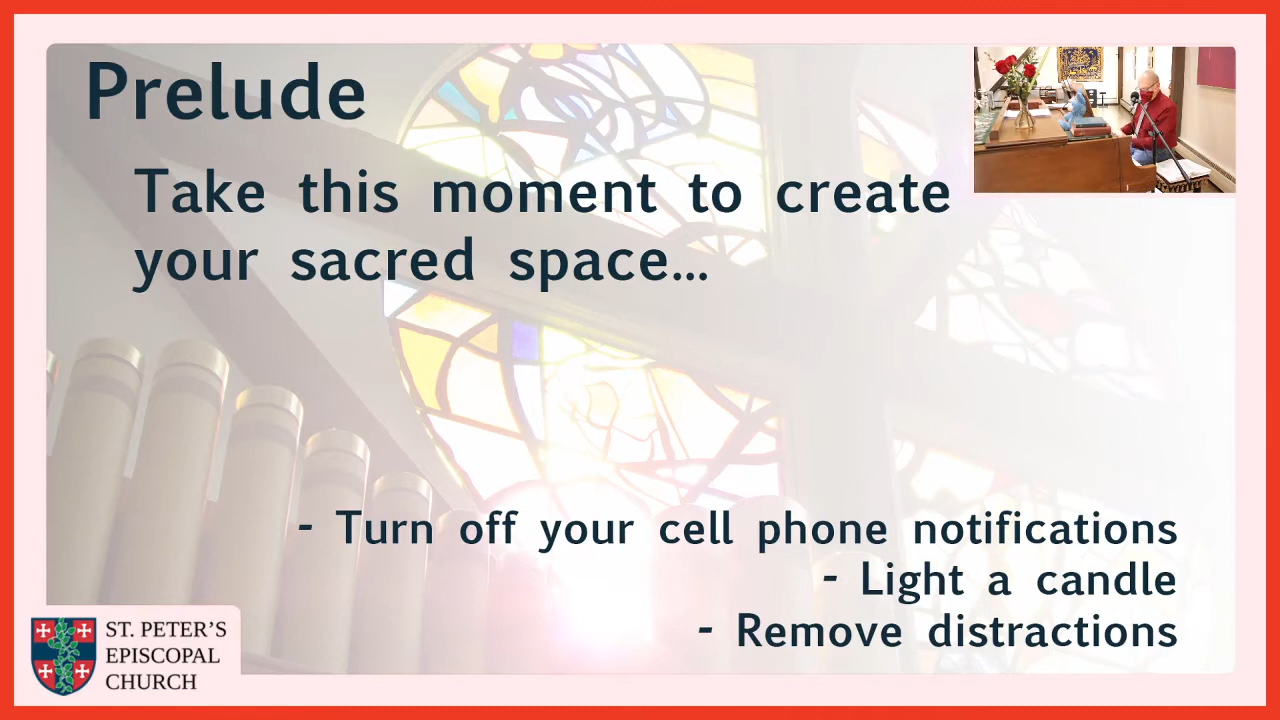 Prelude
Take this moment to create
your sacred space...
- Turn off your cell phone notifications
- Light a candle
- Remove distractions
ST. PETER'S
EPISCOPAL
CHURCH